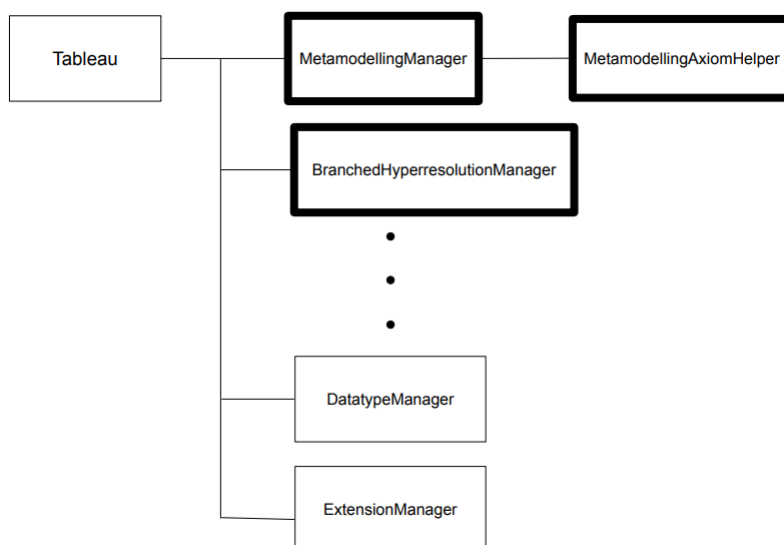 Tableau
MetamodellingManager
MetamodellingAxiomHelper
BranchedHyperresolutionManager
DatatypeManager
ExtensionManager